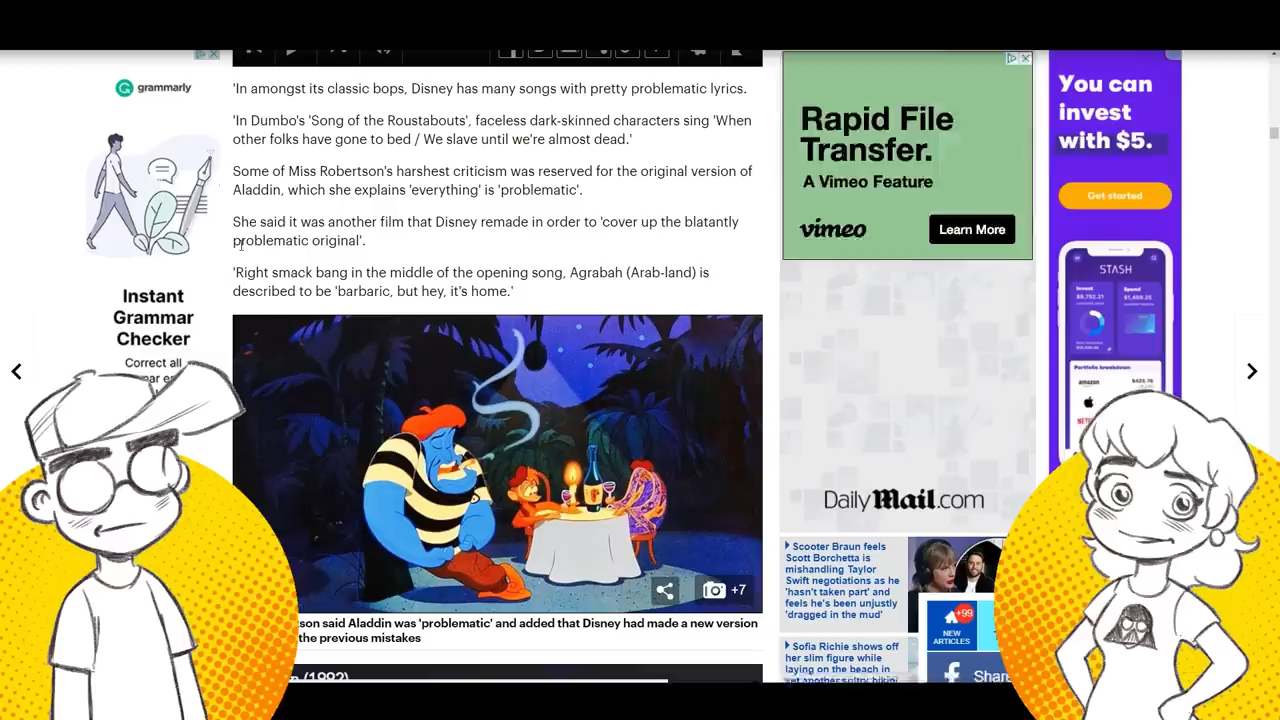 grammarly
Instant
Grammar
Checker
Correct all
'In amongst its classic bops, Disney has many songs with pretty problematic lyrics.
'In Dumbo's 'Song of the Roustabouts', faceless dark-skinned characters sing 'When
other folks have gone to bed / We slave until we're almost dead.'
Some of Miss Robertson's harshest criticism was reserved for the original version of
Aladdin, which she explains 'everything' is 'problematic'.
She said it was another film that Disney remade in order to 'cover up the blatantly
problematic original'.
'Right smack bang in the middle of the opening song, Agrabah (Arab-land) is
described to be 'barbaric, but hey, it's home.'
+7
son said Aladdin was 'problematic' and added that Disney had made a new version
the previous mistakes
(1992)
Rapid File
Transfer.
A Vimeo Feature
vimeo
Learn More
DailyMail.com
Scooter Braun feels
Scott Borchetta is
mishandling Taylor
Swift negotiations as he
'hasn't taken part' and
feels he's been unjustly
'dragged in the mud'
Sofia Richie shows off
her slim figure while
laying on the beach in
+99
NEW
ARTICLES
Share
You can
invest
with $5.
Get started
STASH
Invest
Spend
Portfolio breakdown
amazon